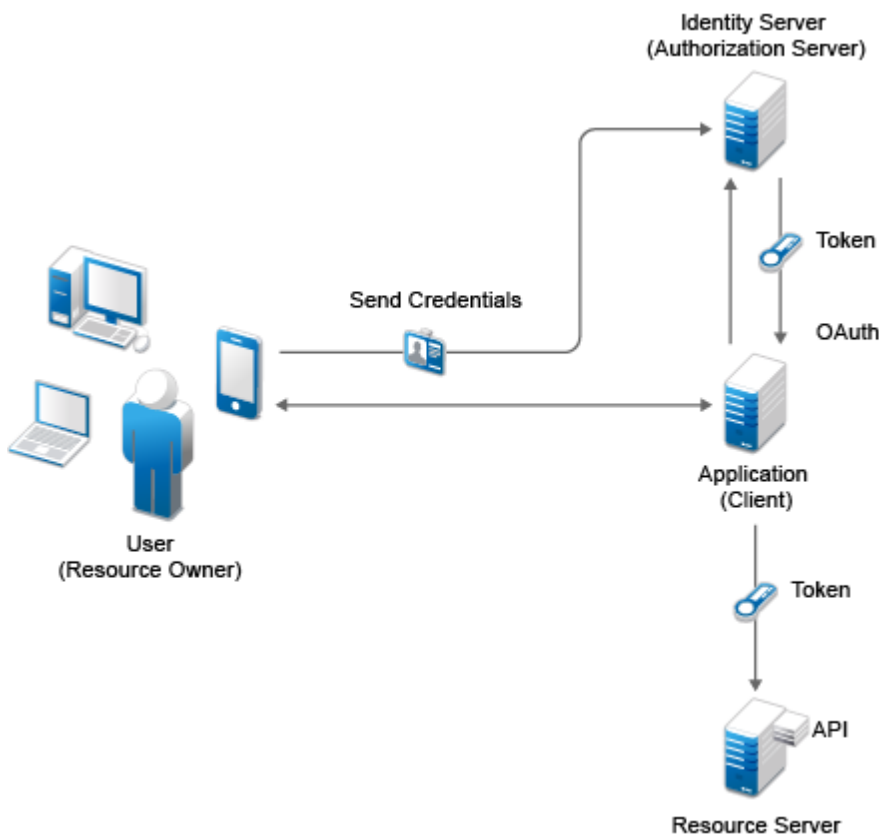 Identity Server
(Authorization Server)
Token
Send Credentials
OAuth
Application
(Client)
User
(Resource Owner)
Token
API
Resource Server